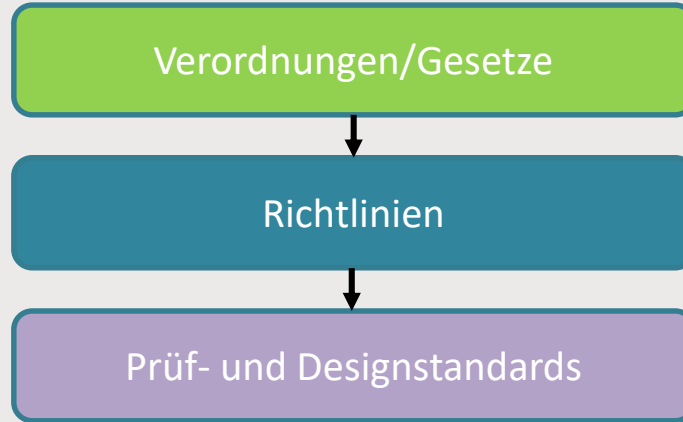 Verordnungen/Gesetze
Richtlinien
Prüf- und Designstandards